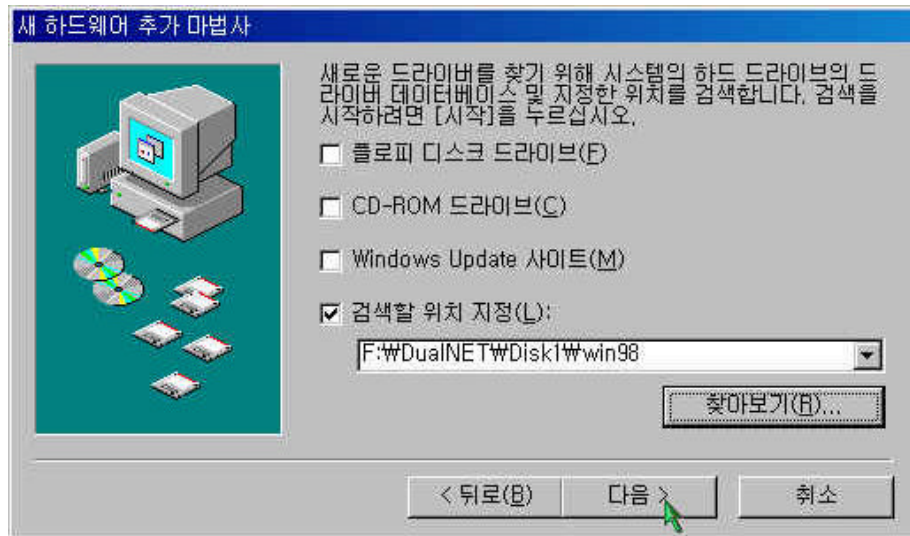 새 하드웨어 추가 마법사
새로운 드라이버를 찾기 위해 시스템의 하드 드라이브의 드
라이버 데이터베이스 및 지정한 위치를 검색합니다. 검색을
시작하려면 [시작]을 누르십시오.
플로피 디스크 드라이브(F)
CD-ROM 드라이브(C)
Windows Update 사이트(M)
검색할 위치 지정(L):
F:₩DualNET₩Disk1₩win98
찾아보기(R)...
< 뒤로(B)
다음 >
취소